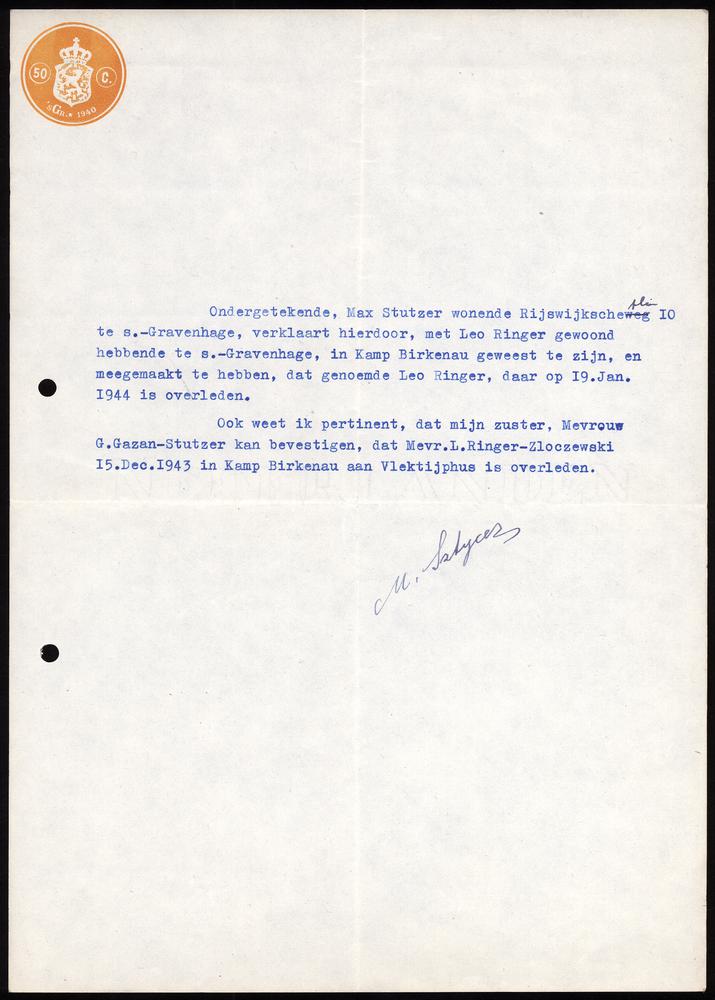 50 C.
'sGr.* 1940
plein
Ondergetekende, Max Stutzer wonende Rijswijkscheweg IO
te s.-Gravenhage, verklaart hierdoor, met Leo Ringer gewoond
hebbende te s.-Gravenhage, in Kamp Birkenau geweest te zijn, en
meegemaakt te hebben, dat genoemde Leo Ringer, daar op I9.Jan.
I944 is overleden.
Ook weet ik pertinent, dat mijn zuster, Mevrouw
G.Gazan-Stutzer kan bevestigen, dat Mevr.L.Ringer-Zloczewski
I5.Dec.I943 in Kamp Birkenau aan Vlektijphus is overleden.
M.